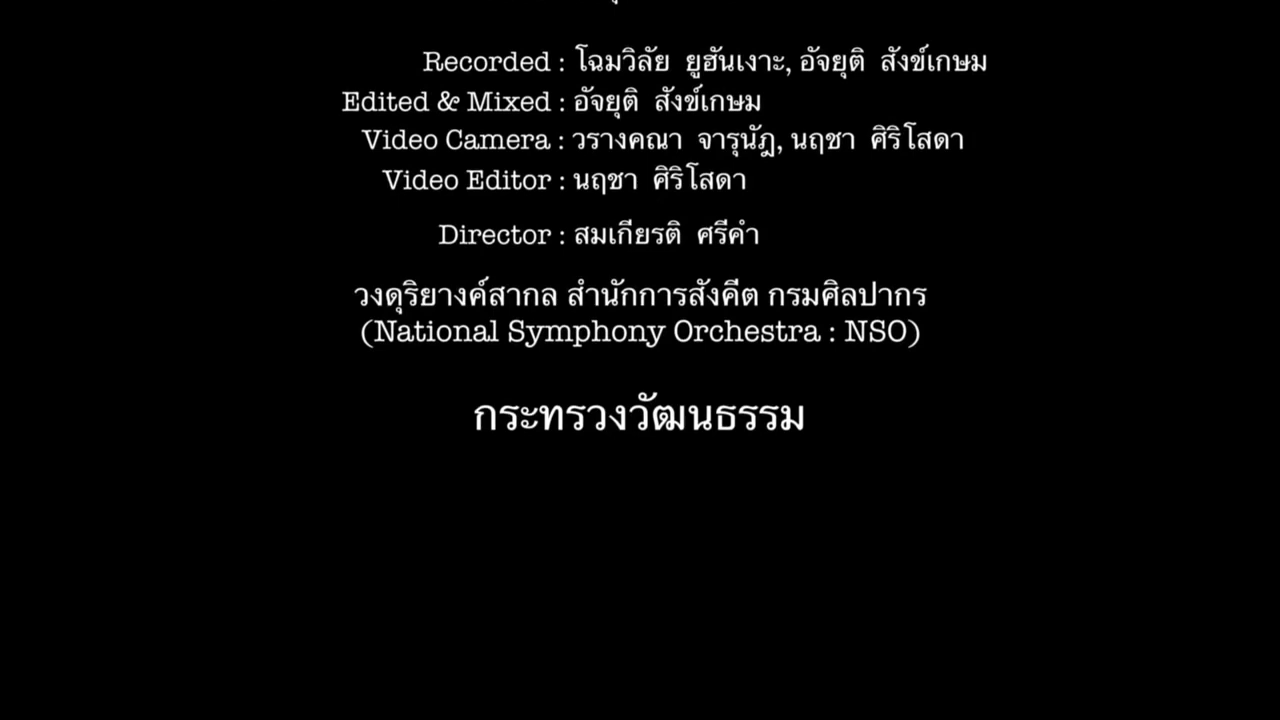 Recorded : โฉมวิลัย ยูฮันเงาะ, อัจยุติ สังข์เกษม
Edited & Mixed : อัจยุติ สังข์เกษม
Video Camera : วรางคณา จารุนัฎ, นฤชา ศิริโสดา
Video Editor : นฤชา ศิริโสดา
Director : สมเกียรติ ศรีคำ
วงดุริยางค์สากล สำนักการสังคีต กรมศิลปากร
(National Symphony Orchestra : NSO)
กระทรวงวัฒนธรรม